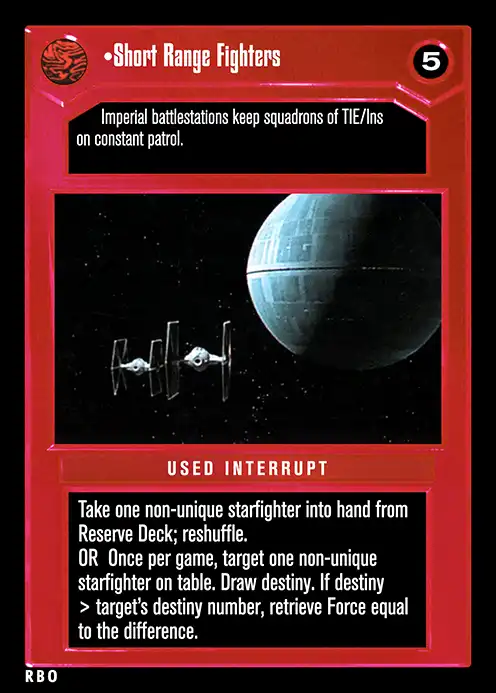 •Short Range Fighters
5
Imperial battlestations keep squadrons of TIE/Ins
on constant patrol.
USED INTERRUPT
Take one non-unique starfighter into hand from
Reserve Deck; reshuffle.
OR Once per game, target one non-unique
starfighter on table. Draw destiny. If destiny
> target's destiny number, retrieve Force equal
to the difference.
RBO